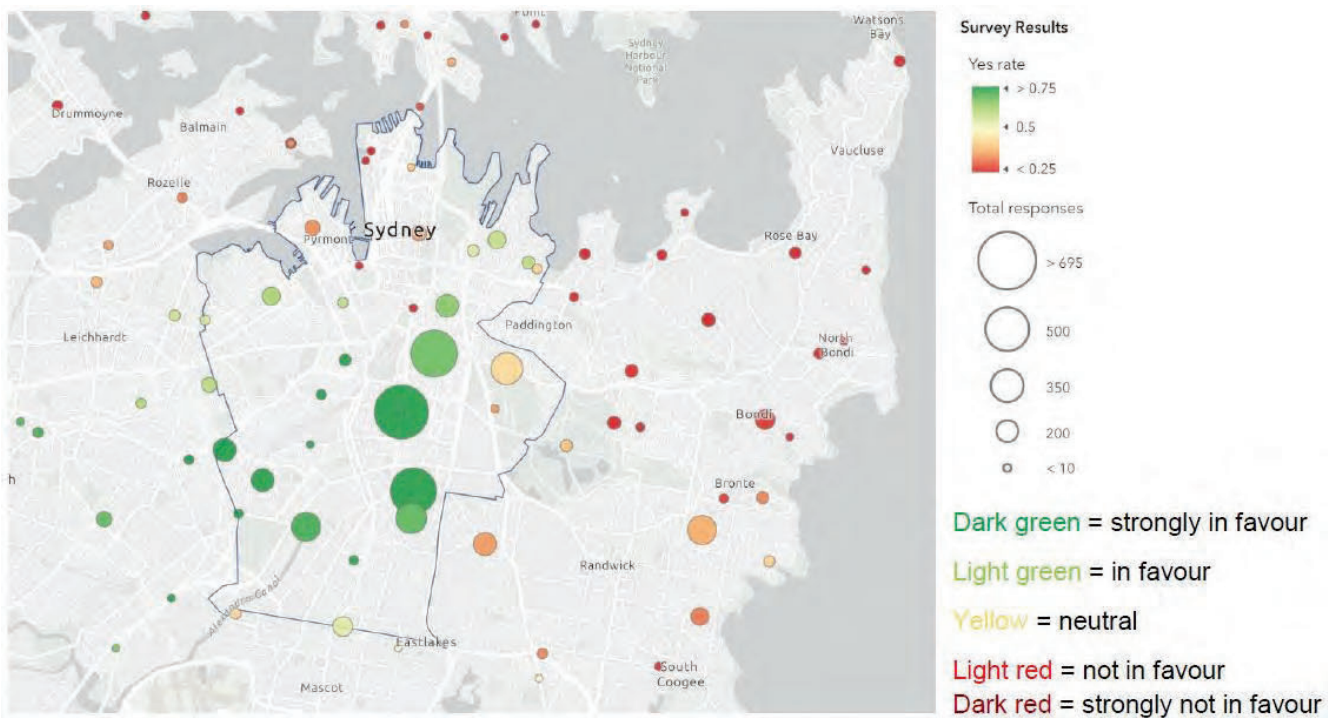 Point
Watsons
Bay
Sydney
Harbour
National
Park
Drummoyne
Balmain
Vaucluse
Rozelle
Sydney
Pyrmont
Rose Bay
Paddington
Leichhardt
North
Bondi
Bondi
h
Bronte
Randwick
Alexandra Canal
Eastlakes
South
Coogee
Mascot
Survey Results
Yes rate
> 0.75
0.5
< 0.25
Total responses
> 695
500
350
200
< 10
Dark green = strongly in favour
Light green = in favour
Yellow = neutral
Light red = not in favour
Dark red = strongly not in favour